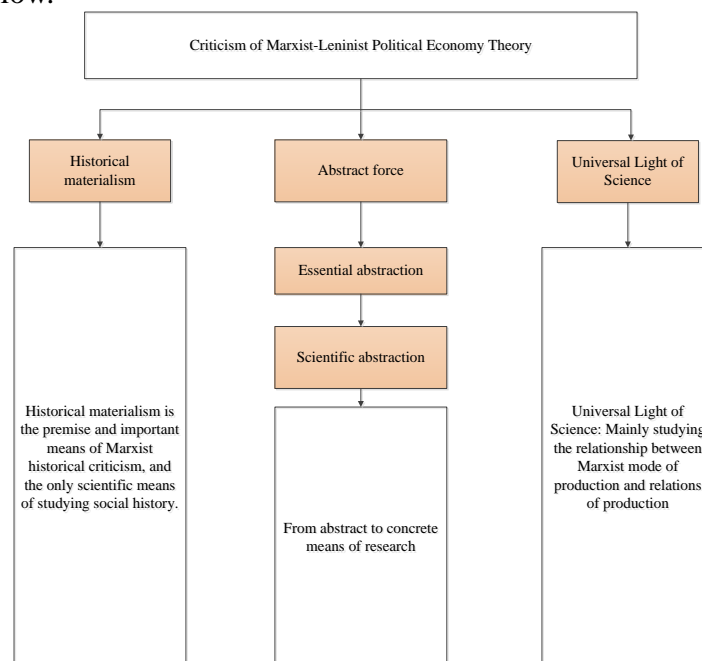 Criticism of Marxist-Leninist Political Economy Theory
Historical
materialism
Abstract force
Universal Light of
Science
Essential abstraction
Scientific abstraction
Historical materialism is
the premise and important
means of Marxist
historical criticism, and
the only scientific means
of studying social history.
From abstract to concrete
means of research
Universal Light of
Science: Mainly studying
the relationship between
Marxist mode of
production and relations
of production